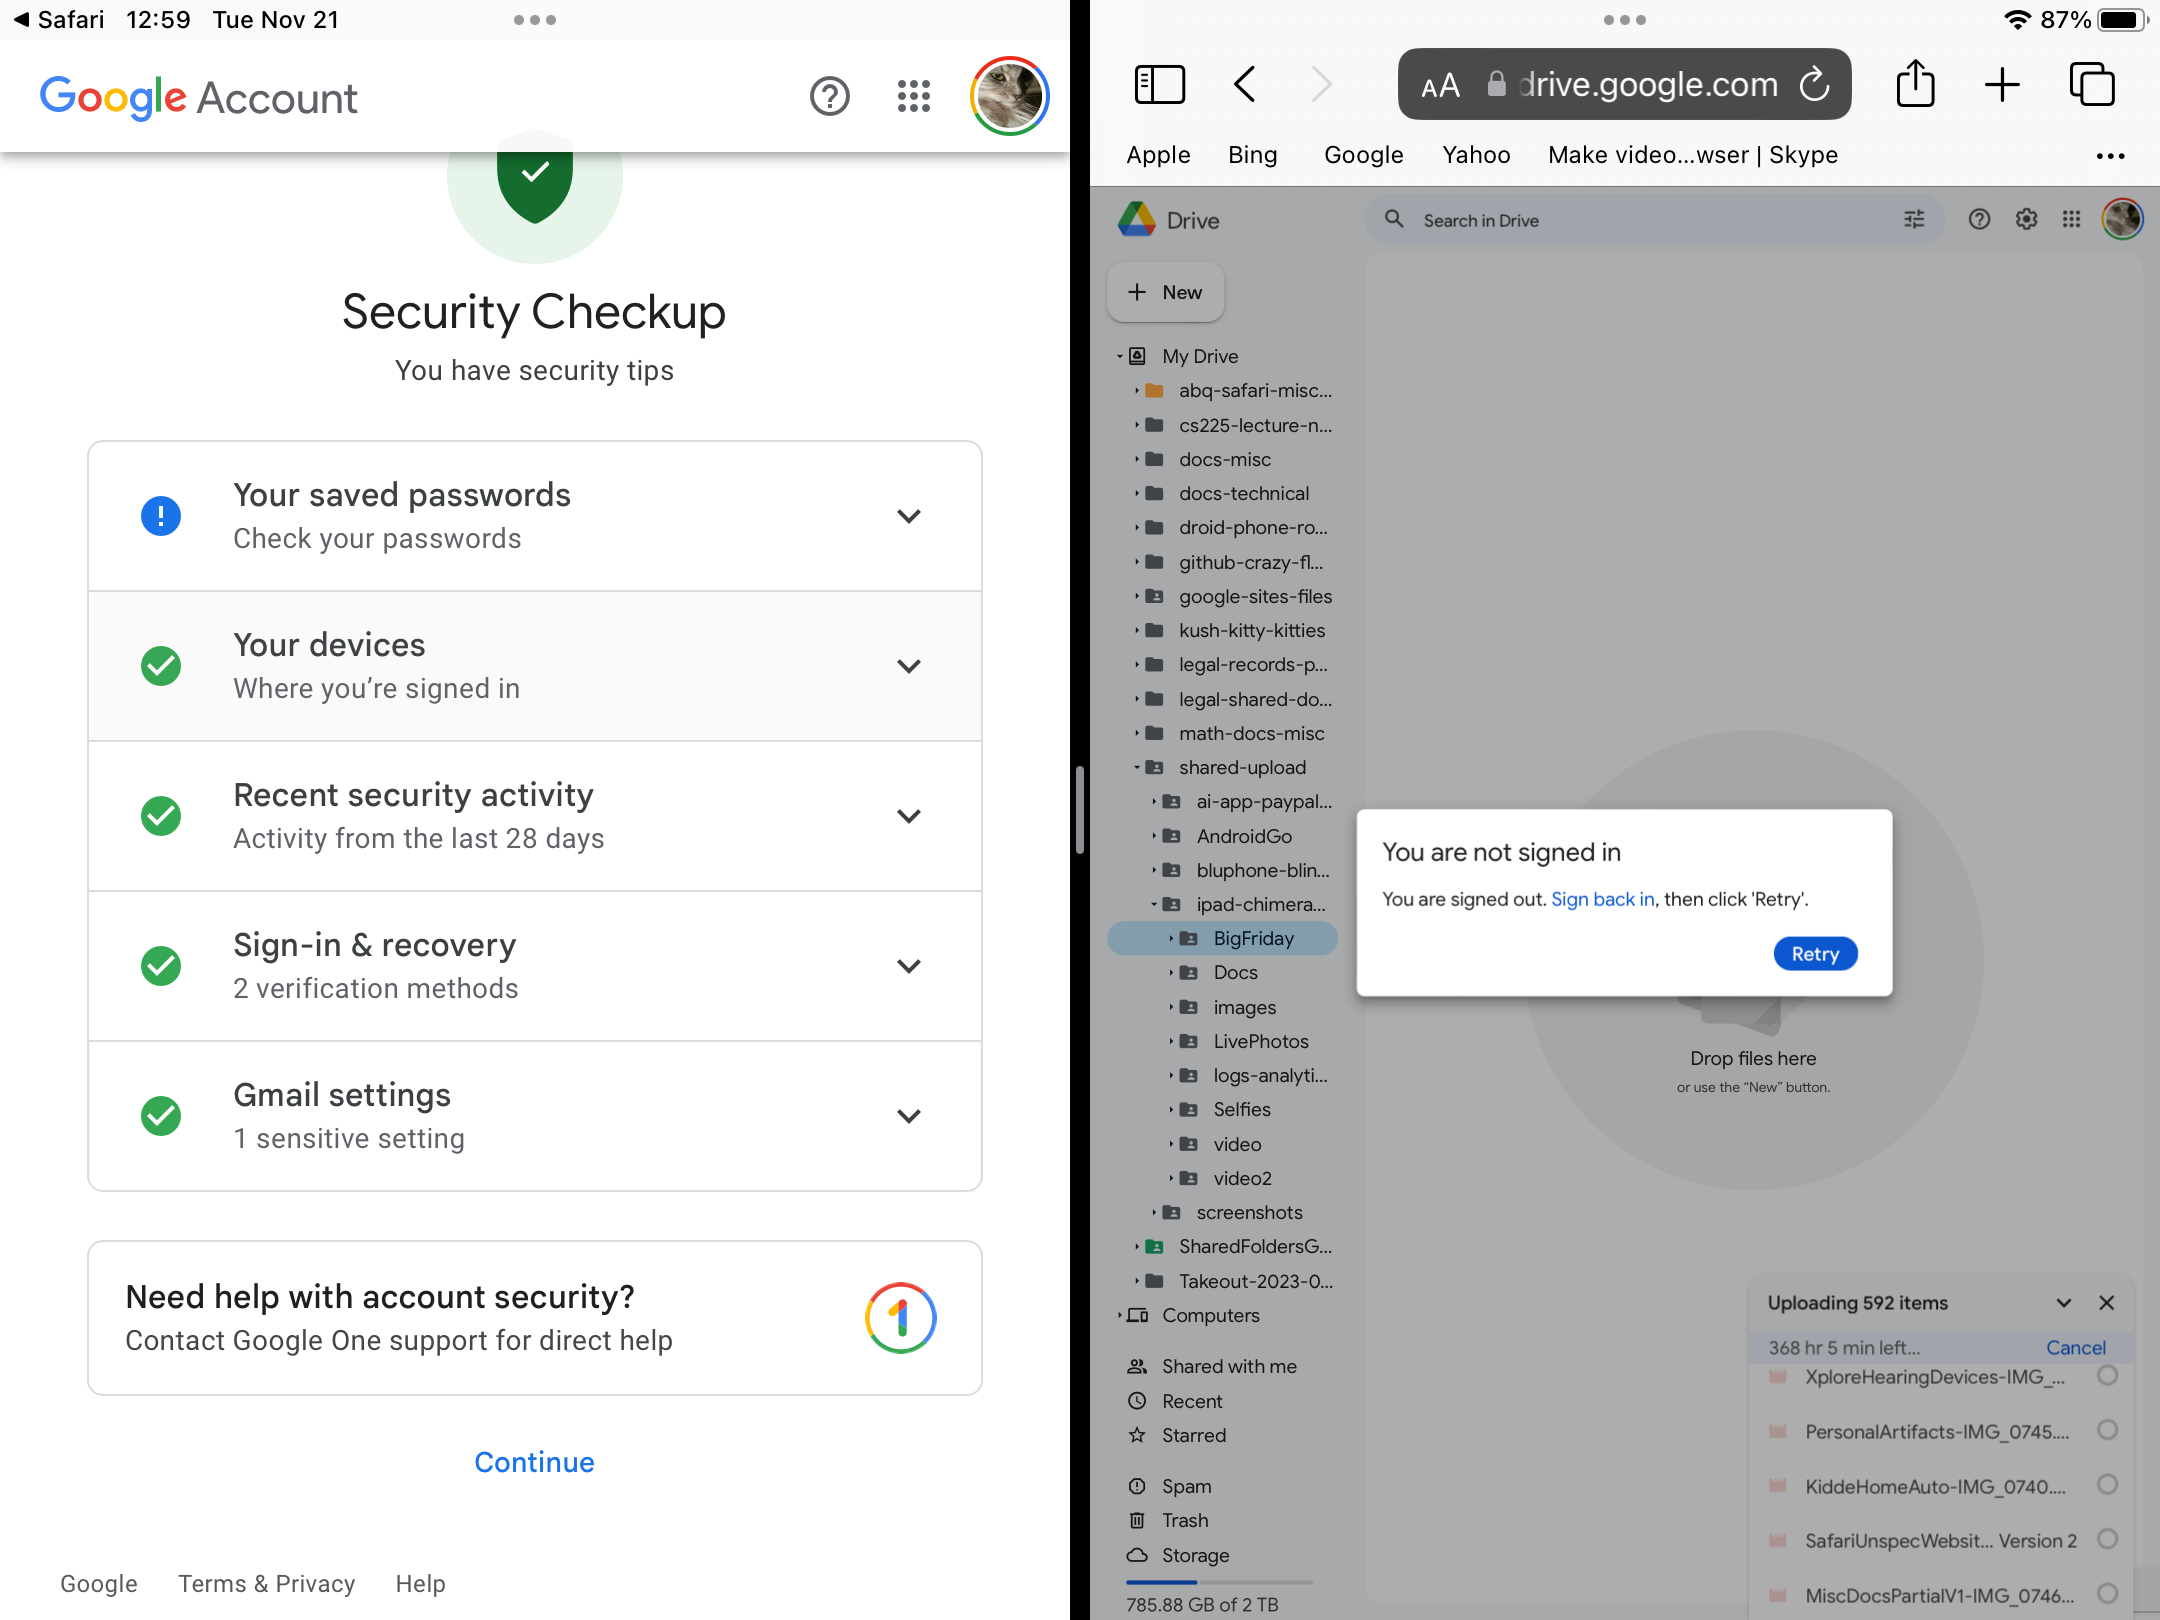 Safari 12:59 Tue Nov 21
Google Account
Security Checkup
You have security tips
Your saved passwords
Check your passwords
Your devices
Where you’re signed in
Recent security activity
Activity from the last 28 days
Sign-in & recovery
2 verification methods
Gmail settings
1 sensitive setting
Need help with account security?
Contact Google One support for direct help
1
Continue
Google Terms & Privacy Help
87%
AA drive.google.com
Apple Bing Google Yahoo Make video...wser | Skype
Drive
Search in Drive
New
My Drive
abq-safari-misc...
cs225-lecture-n...
docs-misc
docs-technical
droid-phone-ro...
github-crazy-fl...
google-sites-files
kush-kitty-kitties
legal-records-p...
legal-shared-do...
math-docs-misc
shared-upload
ai-app-paypal...
AndroidGo
bluphone-blin...
ipad-chimera...
BigFriday
Docs
images
LivePhotos
logs-analyti...
Selfies
video
video2
screenshots
SharedFoldersG...
Takeout-2023-0...
Computers
Shared with me
Recent
Starred
Spam
Trash
Storage
785.88 GB of 2 TB
You are not signed in
You are signed out. Sign back in, then click 'Retry'.
Retry
Drop files here
or use the “New” button.
Uploading 592 items
368 hr 5 min left...
Cancel
XploreHearingDevices-IMG_...
PersonalArtifacts-IMG_0745....
KiddeHomeAuto-IMG_0740....
SafariUnspecWebsit... Version 2
MiscDocsPartialV1-IMG_0746...